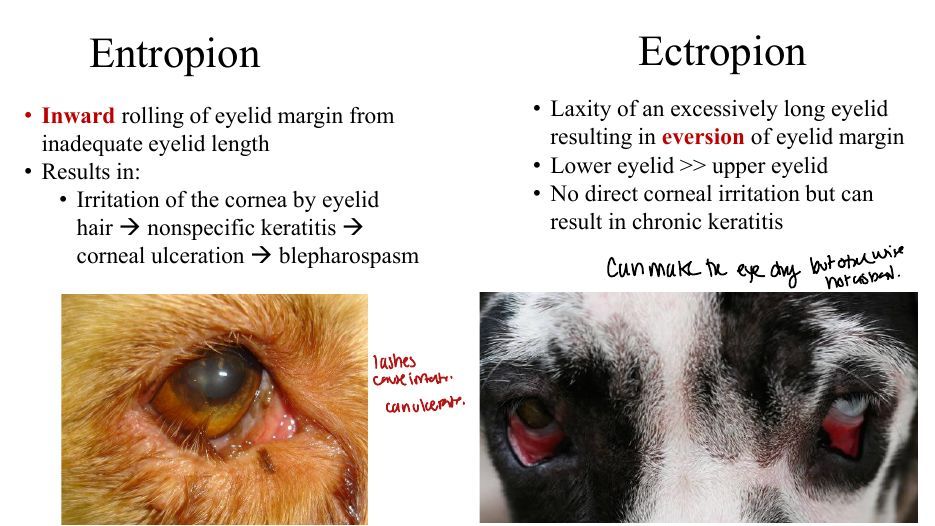 Entropion
• Inward rolling of eyelid margin from
inadequate eyelid length
• Results in:
• Irritation of the cornea by eyelid
hair → nonspecific keratitis →
corneal ulceration → blepharospasm
lashes
cause
can ulcerate.
Ectropion
• Laxity of an excessively long eyelid
resulting in eversion of eyelid margin
• Lower eyelid >> upper eyelid
• No direct corneal irritation but can
result in chronic keratitis
Can make the eye dry but otherwise
not as bad.